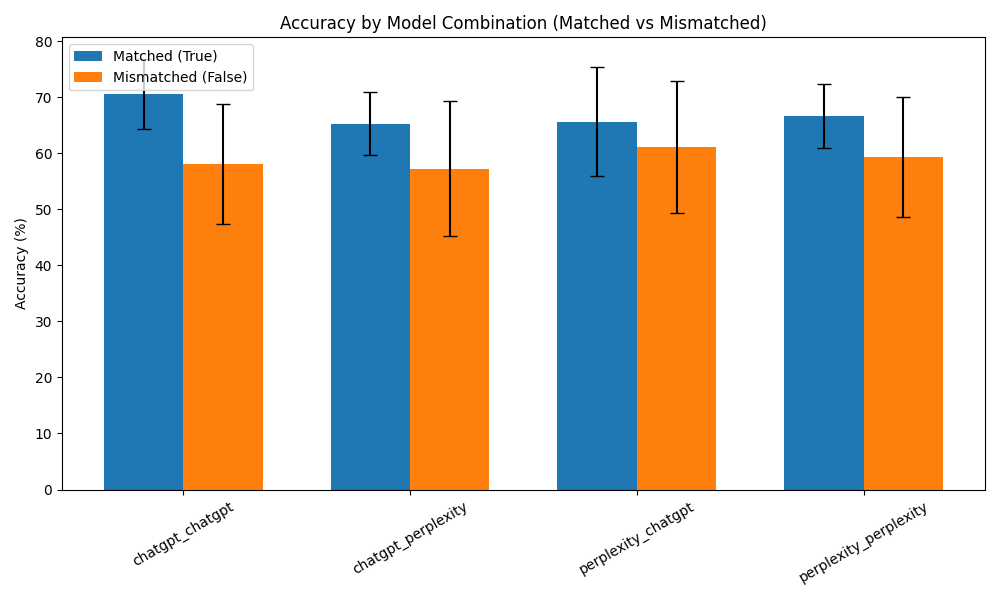 Accuracy by Model Combination (Matched vs Mismatched)
Matched (True)
Mismatched (False)
Accuracy (%)
80
70
60
50
40
30
20
10
0
chatgpt_chatgpt
chatgpt_perplexity
perplexity_chatgpt
perplexity_perplexity